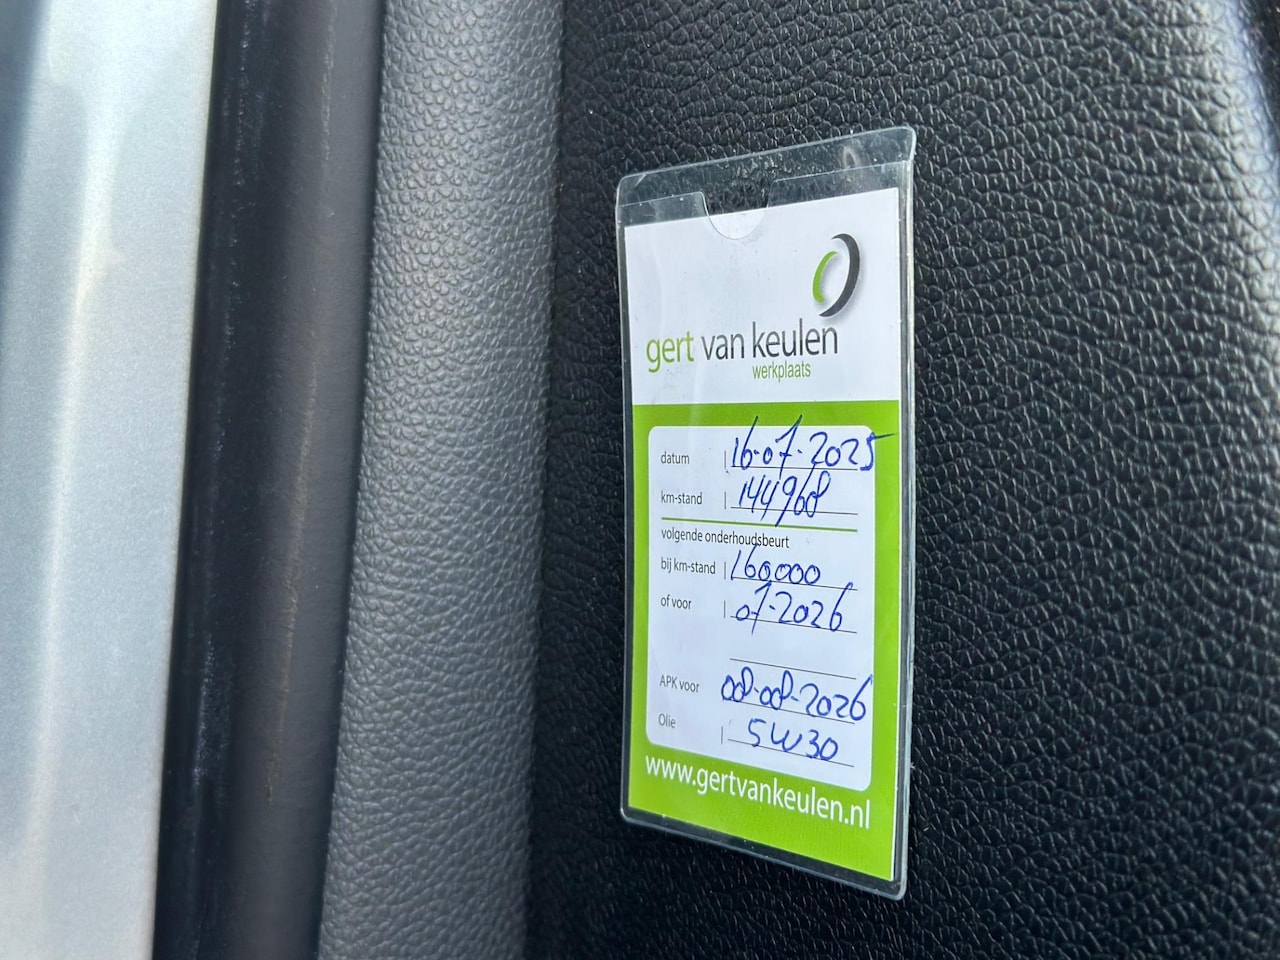 gert van keulen
werkplaats
datum 16-07-2025
km-stand 144968
volgende onderhoudsbeurt
bij km-stand 160000
of voor 07-2026
APK voor 08-08-2026
Olie 5W30
www.gertvankeulen.nl